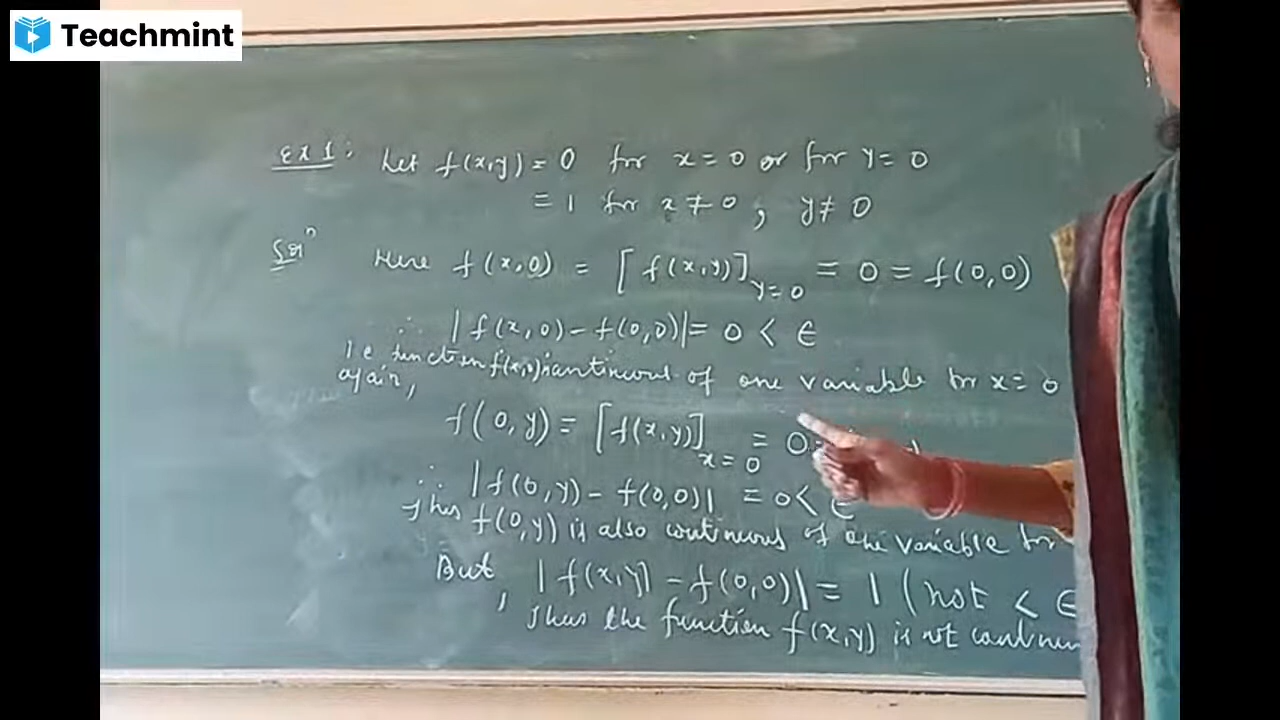 Teachmint
Ex 1: Let f(x,y) = 0 for x = 0 or for y = 0
= 1 for x ≠ 0, y ≠ 0
Solⁿ Here f(x,0) = [f(x,y)]y=0 = 0 = f(0,0)
∴ |f(x,0) - f(0,0)| = 0 < ϵ
ie function f(x,0) is continuous of one variable for x = 0
again,
f(0,y) = [f(x,y)]x=0 = 0
∴ |f(0,y) - f(0,0)| = 0 < ϵ
Thus f(0,y) is also continuous of one variable for
But, |f(x,y) - f(0,0)| = 1 (not < ϵ
Thus the function f(x,y) is not